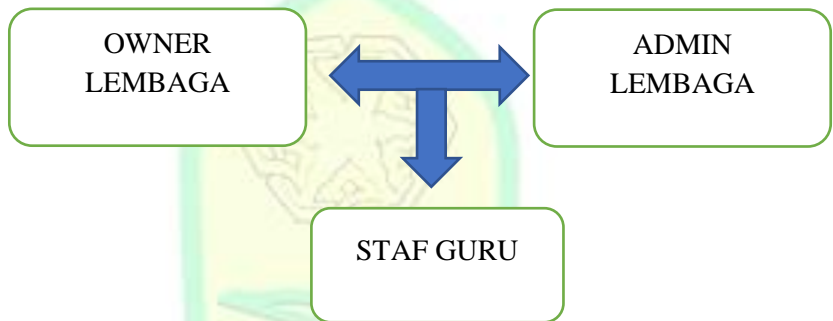 OWNER
LEMBAGA
ADMIN
LEMBAGA
STAF GURU